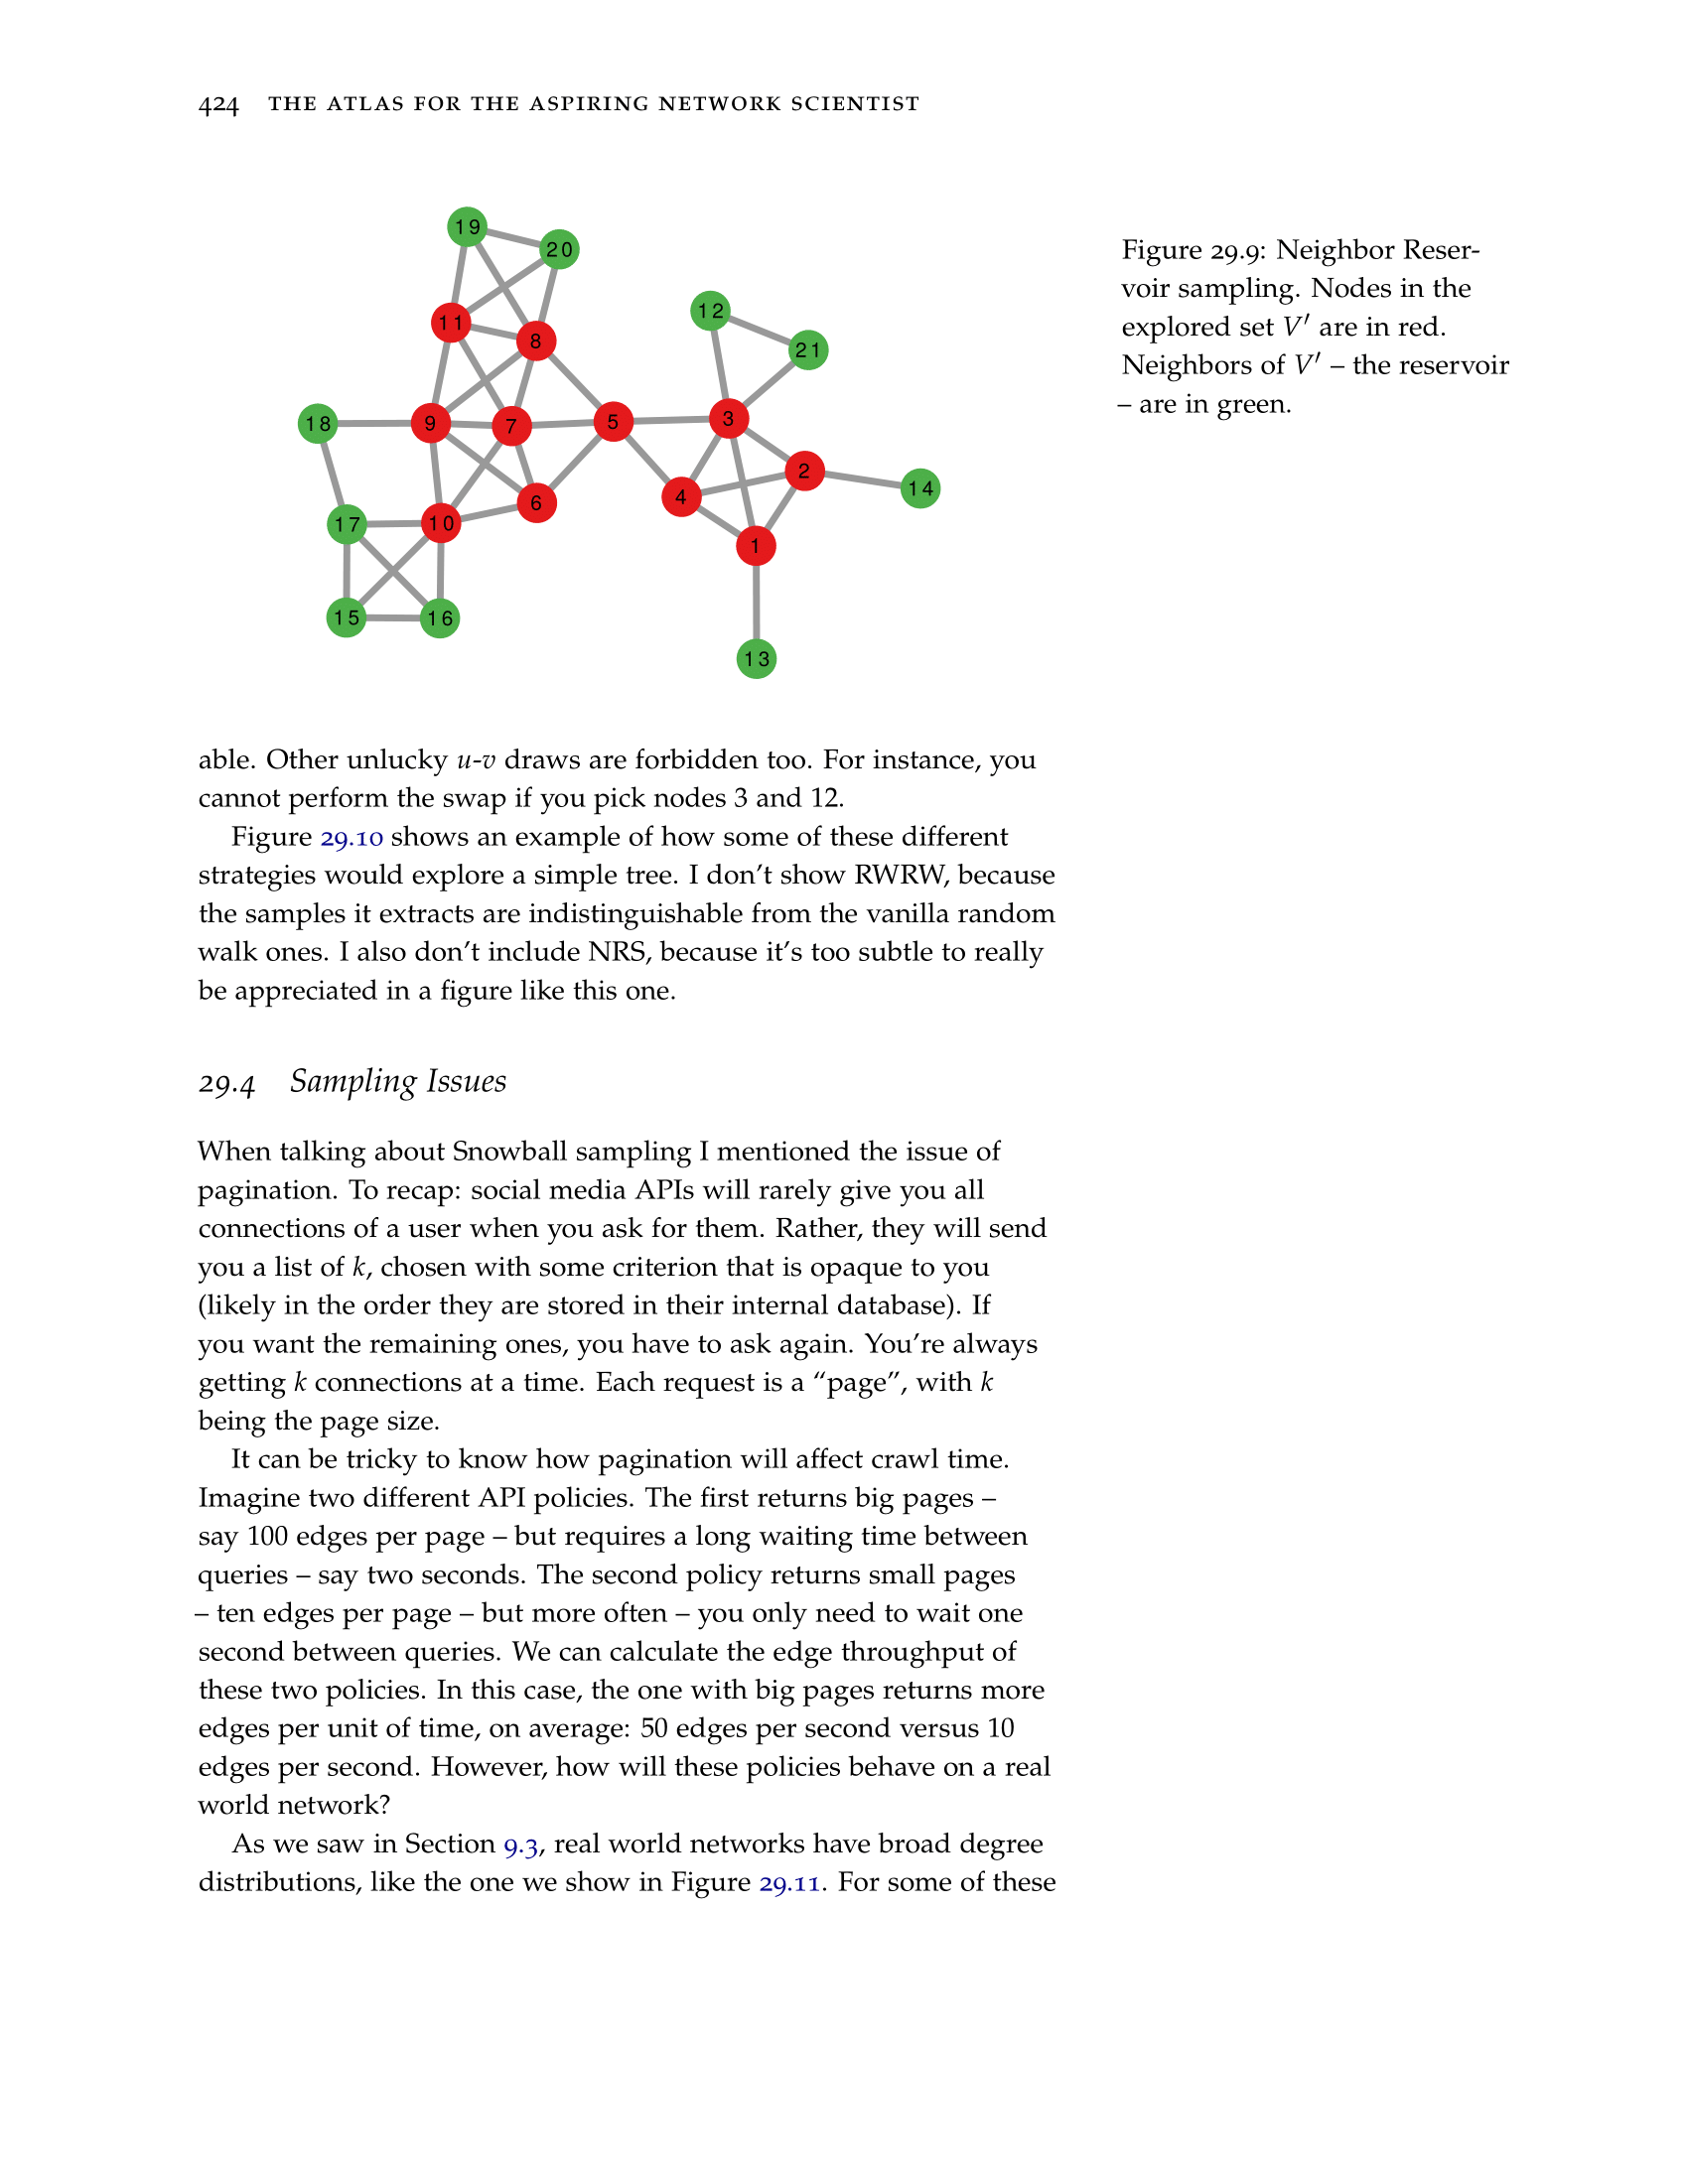 424 THE ATLAS FOR THE ASPIRING NETWORK SCIENTIST
19
20
11
8
12
21
18
9
7
5
3
2
14
4
6
17
10
1
15
16
13
Figure 29.9: Neighbor Reser-
voir sampling. Nodes in the
explored set V′ are in red.
Neighbors of V′ – the reservoir
– are in green.
able. Other unlucky u-v draws are forbidden too. For instance, you
cannot perform the swap if you pick nodes 3 and 12.
Figure 29.10 shows an example of how some of these different
strategies would explore a simple tree. I don't show RWRW, because
the samples it extracts are indistinguishable from the vanilla random
walk ones. I also don't include NRS, because it's too subtle to really
be appreciated in a figure like this one.
29.4 Sampling Issues
When talking about Snowball sampling I mentioned the issue of
pagination. To recap: social media APIs will rarely give you all
connections of a user when you ask for them. Rather, they will send
you a list of k, chosen with some criterion that is opaque to you
(likely in the order they are stored in their internal database). If
you want the remaining ones, you have to ask again. You're always
getting k connections at a time. Each request is a "page", with k
being the page size.
It can be tricky to know how pagination will affect crawl time.
Imagine two different API policies. The first returns big pages –
say 100 edges per page – but requires a long waiting time between
queries – say two seconds. The second policy returns small pages
– ten edges per page – but more often – you only need to wait one
second between queries. We can calculate the edge throughput of
these two policies. In this case, the one with big pages returns more
edges per unit of time, on average: 50 edges per second versus 10
edges per second. However, how will these policies behave on a real
world network?
As we saw in Section 9.3, real world networks have broad degree
distributions, like the one we show in Figure 29.11. For some of these